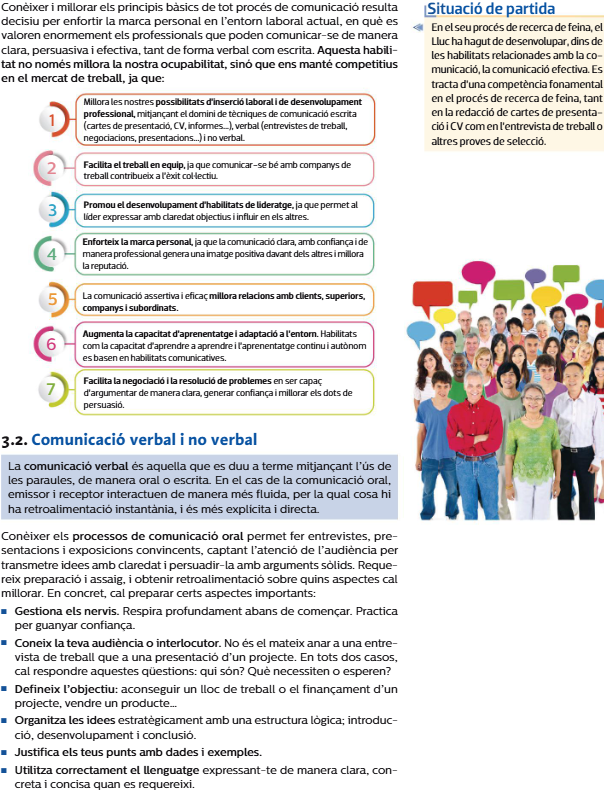 Conèixer i millorar els principis bàsics de tot procés de comunicació resulta
decisiu per enfortir la marca personal en l'entorn laboral actual, en què es
valoren enormement els professionals que poden comunicar-se de manera
clara, persuasiva i efectiva, tant de forma verbal com escrita. Aquesta habili-
tat no només millora la nostra ocupabilitat, sinó que ens manté competitius
en el mercat de treball, ja que:
1
Millora les nostres possibilitats d'inserció laboral i de desenvolupament
professional, mitjançant el domini de tècniques de comunicació escrita
(cartes de presentació, CV, informes...), verbal (entrevistes de treball,
negociacions, presentacions...) i no verbal.
2
Facilita el treball en equip, ja que comunicar-se bé amb companys de
treball contribueix a l'èxit col·lectiu.
3
Promou el desenvolupament d'habilitats de lideratge, ja que permet al
líder expressar amb claredat objectius i influir en els altres.
4
Enforteix la marca personal, ja que la comunicació clara, amb confiança i de
manera professional genera una imatge positiva davant dels altres i millora
la reputació.
5
La comunicació assertiva i eficaç millora relacions amb clients, superiors,
companys i subordinats.
6
Augmenta la capacitat d'aprenentatge i adaptació a l'entorn. Habilitats
com la capacitat d'aprendre a aprendre i l'aprenentatge continu i autònom
es basen en habilitats comunicatives.
7
Facilita la negociació i la resolució de problemes en ser capaç
d'argumentar de manera clara, generar confiança i millorar els dots de
persuasió.
3.2. Comunicació verbal i no verbal
La comunicació verbal és aquella que es duu a terme mitjançant l'ús de
les paraules, de manera oral o escrita. En el cas de la comunicació oral,
emissor i receptor interactuen de manera més fluida, per la qual cosa hi
ha retroalimentació instantània, i és més explícita i directa.
Conèixer els processos de comunicació oral permet fer entrevistes, pre-
sentacions i exposicions convincents, captant l'atenció de l'audiència per
transmetre idees amb claredat i persuadir-la amb arguments sòlids. Reque-
reix preparació i assaig, i obtenir retroalimentació sobre quins aspectes cal
millorar. En concret, cal preparar certs aspectes importants:
▪ Gestiona els nervis. Respira profundament abans de començar. Practica
per guanyar confiança.
▪ Coneix la teva audiència o interlocutor. No és el mateix anar a una entre-
vista de treball que a una presentació d'un projecte. En tots dos casos,
cal respondre aquestes qüestions: qui són? Què necessiten o esperen?
▪ Defineix l'objectiu: aconseguir un lloc de treball o el finançament d'un
projecte, vendre un producte...
▪ Organitza les idees estratègicament amb una estructura lògica; introduc-
ció, desenvolupament i conclusió.
▪ Justifica els teus punts amb dades i exemples.
▪ Utilitza correctament el llenguatge expressant-te de manera clara, con-
creta i concisa quan es requereixi.
Situació de partida
En el seu procés de recerca de feina, el
Lluc ha hagut de desenvolupar, dins de
les habilitats relacionades amb la co-
municació, la comunicació efectiva. Es
tracta d'una competència fonamental
en el procés de recerca de feina, tant
en la redacció de cartes de presenta-
ció i CV com en l'entrevista de treball o
altres proves de selecció.